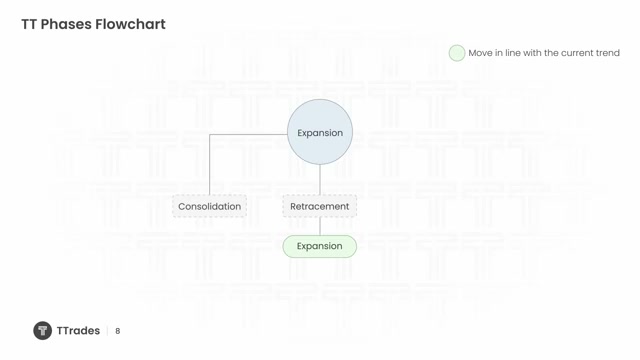 TT Phases Flowchart
Move in line with the current trend
Expansion
Consolidation
Retracement
Expansion
TTrades
8